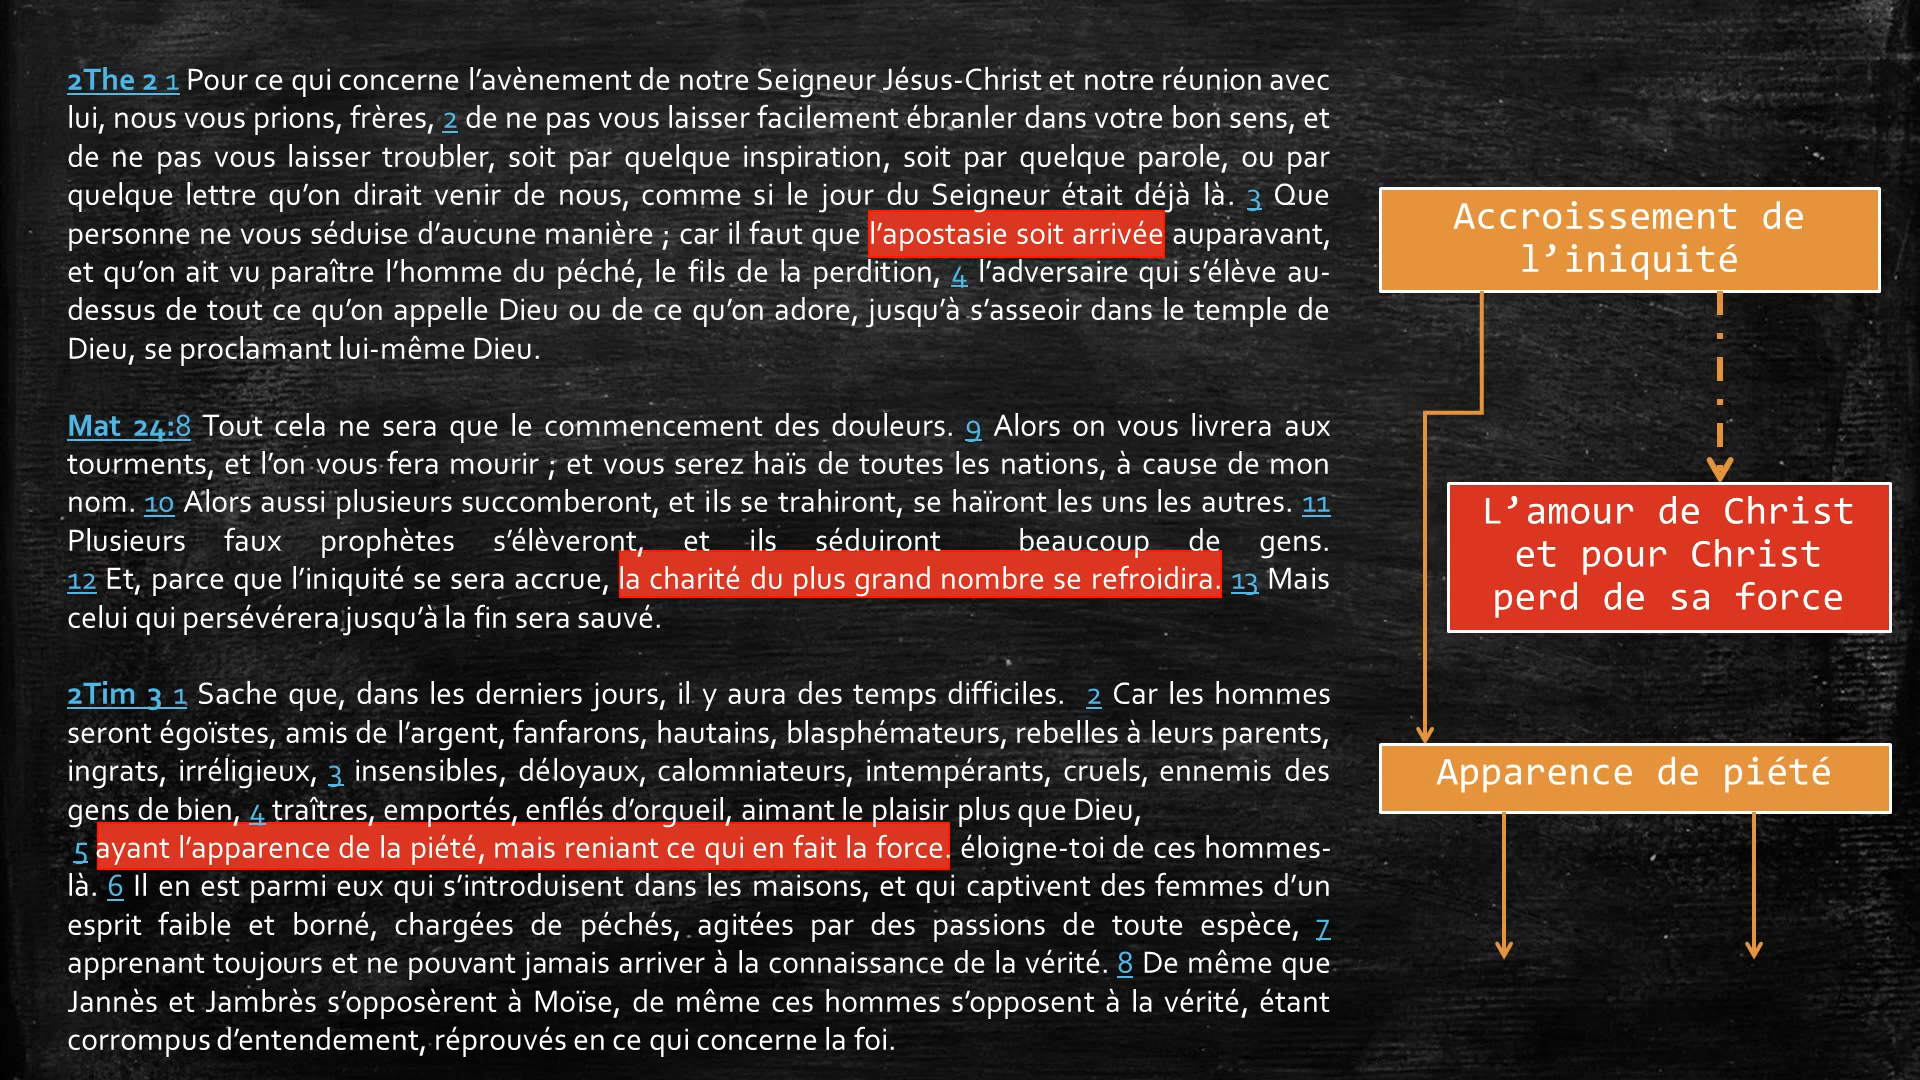 2The 2 1 Pour ce qui concerne l’avènement de notre Seigneur Jésus-Christ et notre réunion avec
lui, nous vous prions, frères, 2 de ne pas vous laisser facilement ébranler dans votre bon sens, et
de ne pas vous laisser troubler, soit par quelque inspiration, soit par quelque parole, ou par
quelque lettre qu’on dirait venir de nous, comme si le jour du Seigneur était déjà là. 3 Que
personne ne vous séduise d’aucune manière ; car il faut que l’apostasie soit arrivée auparavant,
et qu’on ait vu paraître l’homme du péché, le fils de la perdition, 4 l’adversaire qui s’élève au-
dessus de tout ce qu’on appelle Dieu ou de ce qu’on adore, jusqu’à s’asseoir dans le temple de
Dieu, se proclamant lui-même Dieu.
Mat 24:8 Tout cela ne sera que le commencement des douleurs. 9 Alors on vous livrera aux
tourments, et l’on vous fera mourir ; et vous serez haïs de toutes les nations, à cause de mon
nom. 10 Alors aussi plusieurs succomberont, et ils se trahiront, se haïront les uns les autres. 11
Plusieurs faux prophètes s’élèveront, et ils séduiront beaucoup de gens.
12 Et, parce que l’iniquité se sera accrue, la charité du plus grand nombre se refroidira. 13 Mais
celui qui persévérera jusqu’à la fin sera sauvé.
2Tim 3 1 Sache que, dans les derniers jours, il y aura des temps difficiles. 2 Car les hommes
seront égoïstes, amis de l’argent, fanfarons, hautains, blasphémateurs, rebelles à leurs parents,
ingrats, irréligieux, 3 insensibles, déloyaux, calomniateurs, intempérants, cruels, ennemis des
gens de bien, 4 traîtres, emportés, enflés d’orgueil, aimant le plaisir plus que Dieu,
5 ayant l’apparence de la piété, mais reniant ce qui en fait la force. éloigne-toi de ces hommes-
là. 6 Il en est parmi eux qui s’introduisent dans les maisons, et qui captivent des femmes d’un
esprit faible et borné, chargées de péchés, agitées par des passions de toute espèce, 7
apprenant toujours et ne pouvant jamais arriver à la connaissance de la vérité. 8 De même que
Jannès et Jambrès s’opposèrent à Moïse, de même ces hommes s’opposent à la vérité, étant
corrompus d’entendement, réprouvés en ce qui concerne la foi.
Accroissement de
l’iniquité
L’amour de Christ
et pour Christ
perd de sa force
Apparence de piété